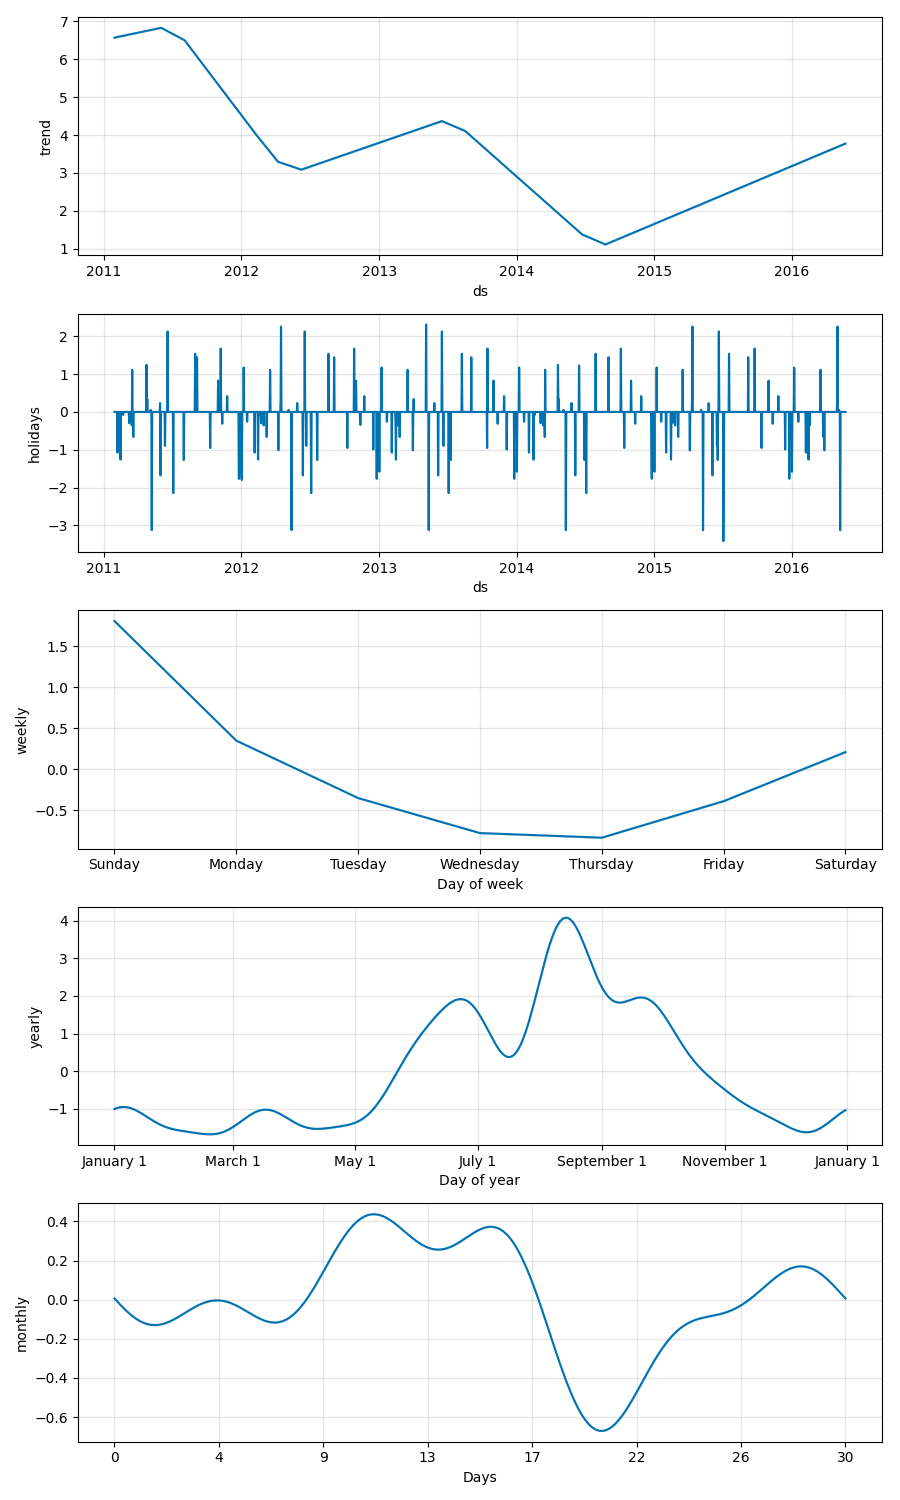 7
6
5
4
3
2
1
trend
2011 2012 2013 2014 2015 2016
ds
2
1
0
−1
−2
−3
holidays
2011 2012 2013 2014 2015 2016
ds
1.5
1.0
0.5
0.0
−0.5
weekly
Sunday Monday Tuesday Wednesday Thursday Friday Saturday
Day of week
4
3
2
1
0
−1
yearly
January 1 March 1 May 1 July 1 September 1 November 1 January 1
Day of year
0.4
0.2
0.0
−0.2
−0.4
−0.6
monthly
0 4 9 13 17 22 26 30
Days